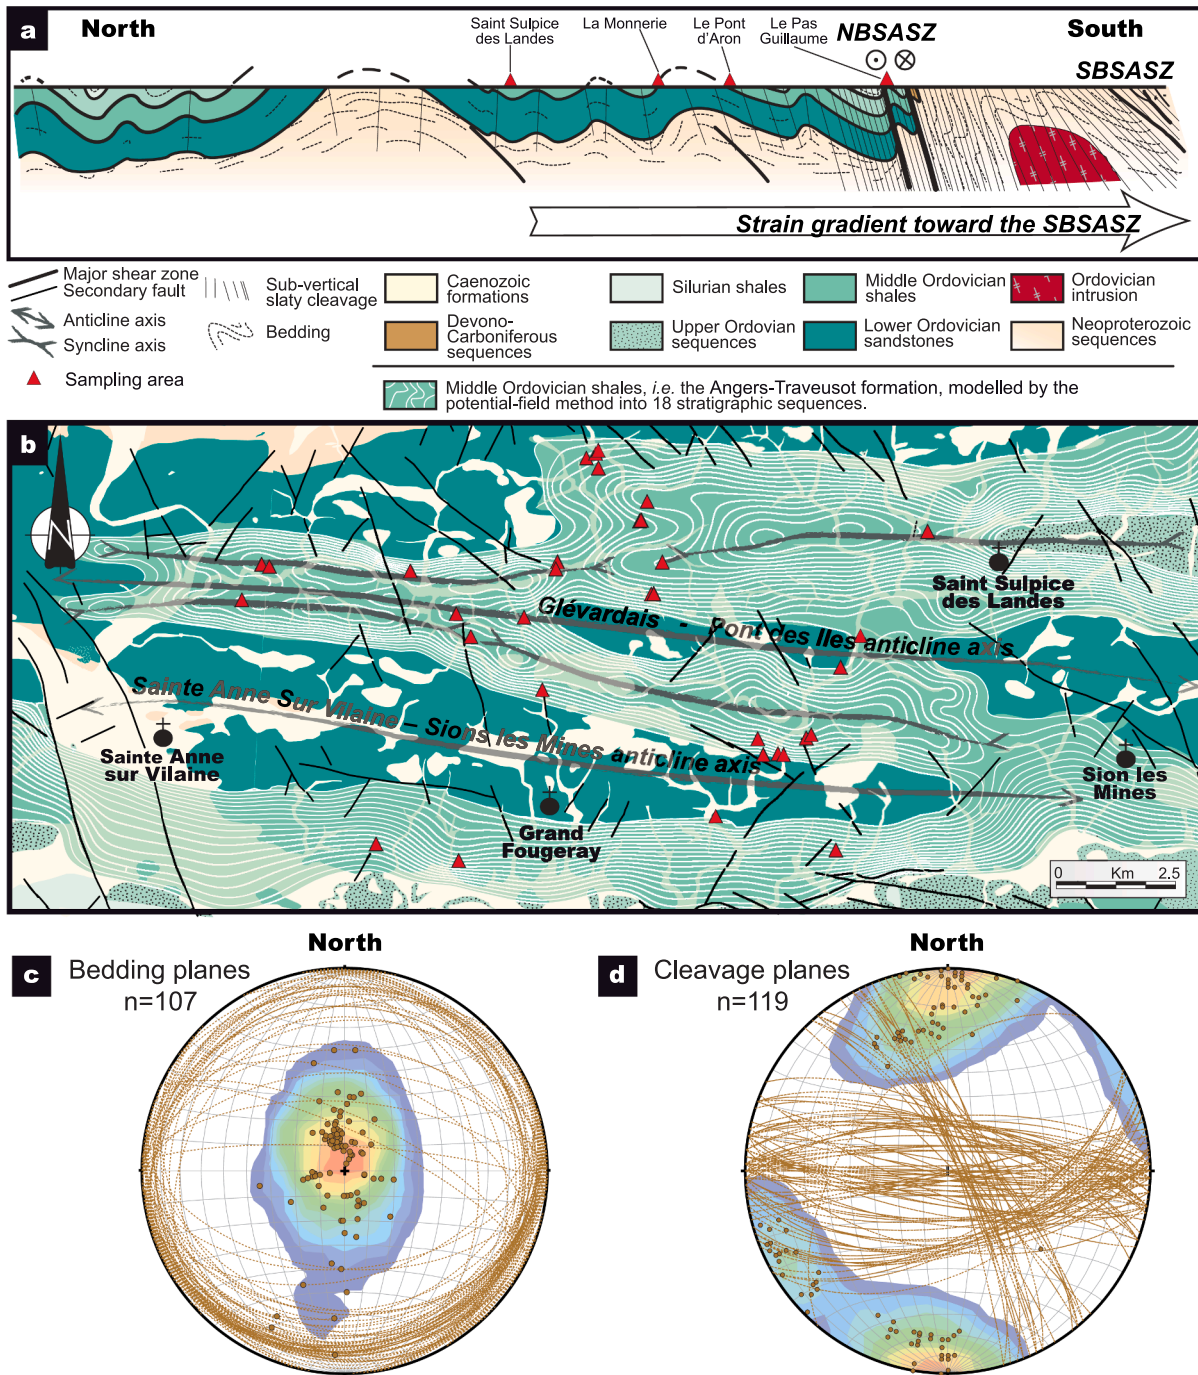 a
North
Saint Sulpice
des Landes
La Monnerie
Le Pont
d'Aron
Le Pas
Guillaume
NBSASZ
South
SBSASZ
Strain gradient toward the SBSASZ
Major shear zone
Secondary fault
Anticline axis
Syncline axis
Sampling area
Sub-vertical
slaty cleavage
Bedding
Caenozoic
formations
Devono-
Carboniferous
sequences
Silurian shales
Upper Ordovian
sequences
Middle Ordovician
shales
Lower Ordovician
sandstones
Ordovician
intrusion
Neoproterozoic
sequences
Middle Ordovician shales, i.e. the Angers-Traveusot formation, modelled by the
potential-field method into 18 stratigraphic sequences.
b
N
Saint Sulpice
des Landes
Glévardais - Pont des Iles anticline axis
Sainte Anne Sur Vilaine – Sions les Mines anticline axis
Sainte Anne
sur Vilaine
Grand
Fougeray
Sion les
Mines
0 Km 2.5
c
Bedding planes
n=107
North
d
Cleavage planes
n=119
North